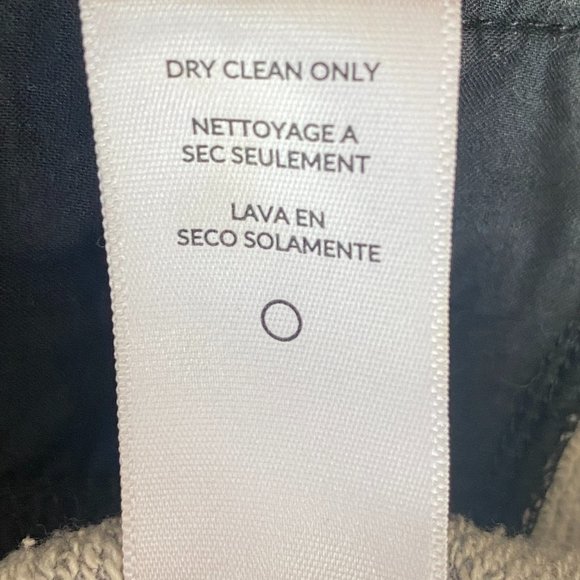 DRY CLEAN ONLY
NETTOYAGE A
SEC SEULEMENT
LAVA EN
SECO SOLAMENTE